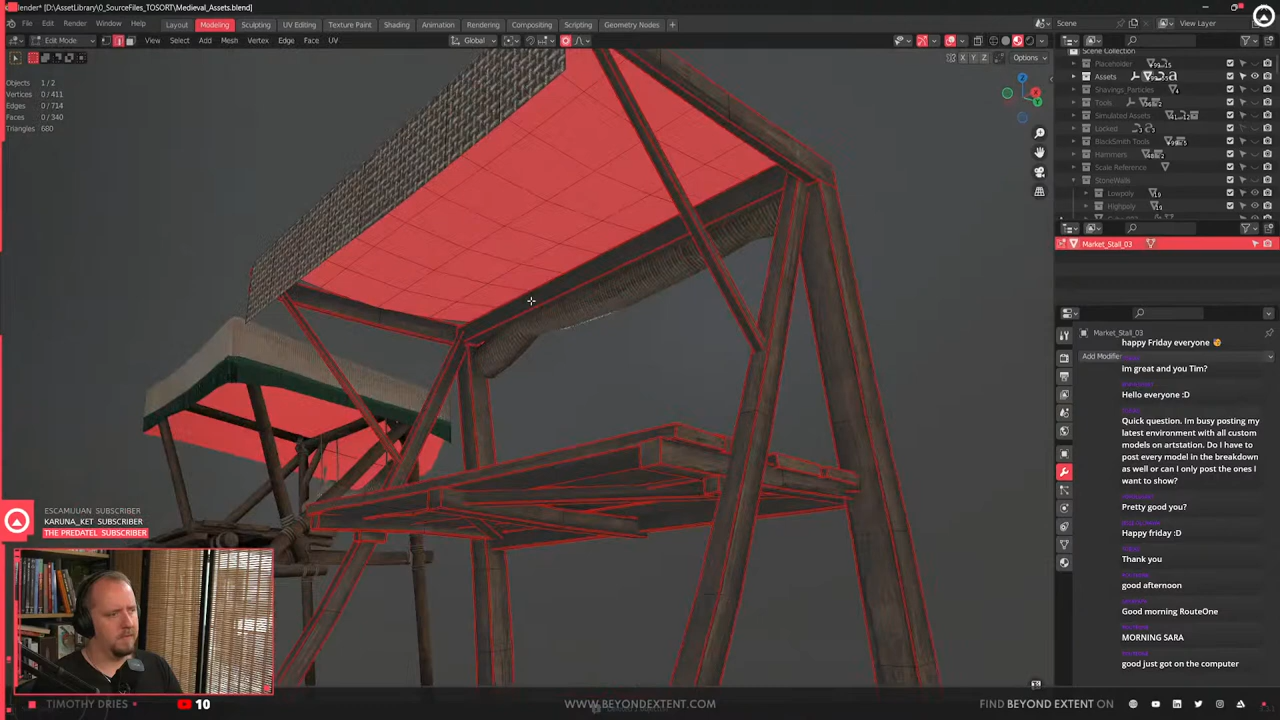 Blender* [D:\AssetLibrary\0_SourceFiles_TOSORT\Medieval_Assets.blend]
File Edit Render Window Help Layout Modeling Sculpting UV Editing Texture Paint Shading Animation Rendering Compositing Scripting Geometry Nodes + Scene View Layer
Edit Mode View Select Add Mesh Vertex Edge Face UV Global
X Y Z Options
Objects 1/2
Vertices 0/411
Edges 0/714
Faces 0/340
Triangles 680
Scene Collection
Placeholder
Assets
Shavings_Particles
Tools
Simulated Assets
Locked
BlackSmith Tools
Hammers
Scale Reference
StoneWalls
Lowpoly
Highpoly
Market_Stall_03
Market_Stall_03
Add Modifier
happy Friday everyone
im great and you Tim?
Hello everyone :D
Quick question. Im busy posting my
latest environment with all custom
models on artstation. Do I have to
post every model in the breakdown
as well or can I only post the ones I
want to show?
Pretty good you?
Happy friday :D
Thank you
good afternoon
Good morning RouteOne
MORNING SARA
good just got on the computer
ESCAMJUAN SUBSCRIBER
KARUNA_KET SUBSCRIBER
THE PREDATEL SUBSCRIBER
TIMOTHY DRIES
10
WWW.BEYONDEXTENT.COM
FIND BEYOND EXTENT ON